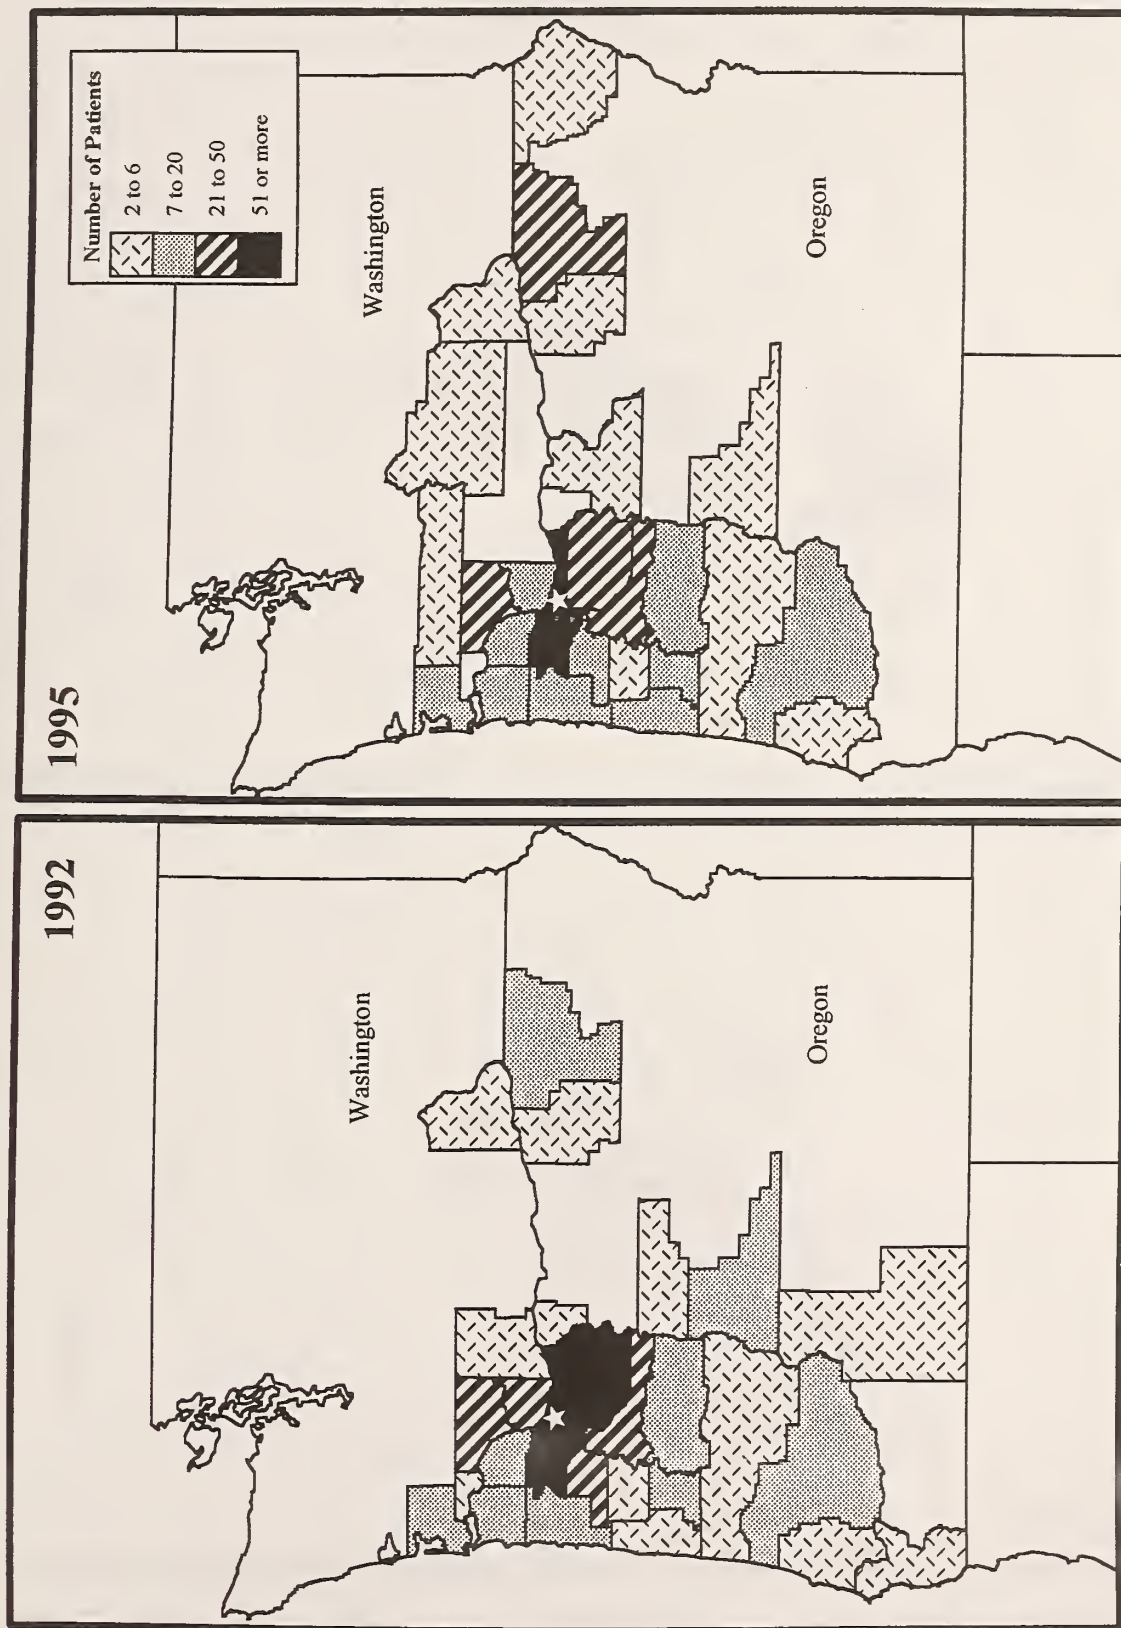 1992
Washington
Oregon
1995
Number of Patients
2 to 6
7 to 20
21 to 50
51 or more
Washington
Oregon